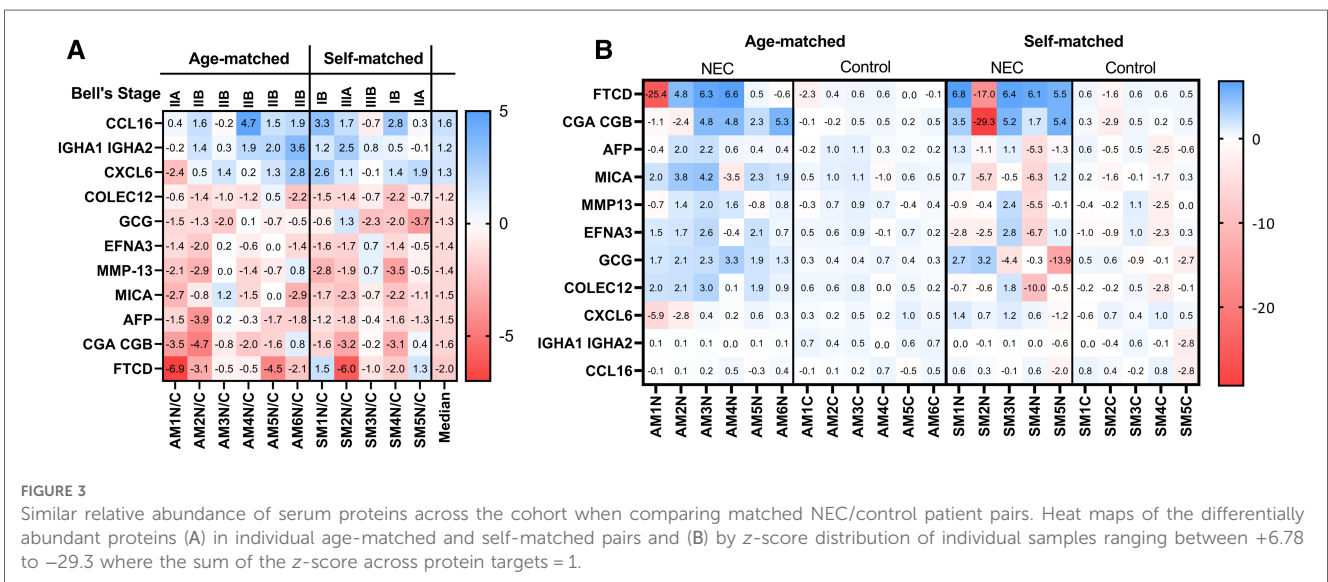 A
Age-matched Self-matched
Bell's Stage IIA IIB IIB IIB IIB IIB IB IIIA IIIB IB IIA
CCL16 0.4 1.6 -0.2 4.7 1.5 1.9 3.3 1.7 -0.7 2.8 0.3 1.6
IGHA1 IGHA2 -0.2 1.4 0.3 1.9 2.0 3.6 1.2 2.5 0.8 0.5 -0.1 1.2
CXCL6 -2.4 0.5 1.4 0.2 1.3 2.8 2.6 1.1 -0.1 1.4 1.9 1.3
COLEC12 -0.6 -1.4 -1.0 -1.2 0.5 -2.2 -1.5 -1.4 -0.7 -2.2 -0.7 -1.2
GCG -1.5 -1.3 -2.0 0.1 -0.7 -0.5 -0.6 1.3 -2.3 -2.0 -3.7 -1.3
EFNA3 -1.4 -2.0 0.2 -0.6 0.0 -1.4 -1.6 -1.7 0.7 -1.4 -0.5 -1.4
MMP-13 -2.1 -2.9 0.0 -1.4 -0.7 0.8 -2.8 -1.9 0.7 -3.5 -0.5 -1.4
MICA -2.7 -0.8 1.2 -1.5 0.0 -2.9 -1.7 -2.3 -0.7 -2.2 -1.1 -1.5
AFP -1.5 -3.9 0.2 -0.3 -1.7 -1.8 -1.2 -1.8 -0.4 -1.6 -1.3 -1.5
CGA CGB -3.5 -4.7 -0.8 -2.0 -1.6 0.8 -1.6 -3.2 -0.2 -3.1 0.4 -1.6
FTCD -6.9 -3.1 -0.5 -0.5 -4.5 -2.1 1.5 -6.0 -1.0 -2.0 1.3 -2.0
AM1N/C AM2N/C AM3N/C AM4N/C AM5N/C AM6N/C SM1N/C SM2N/C SM3N/C SM4N/C SM5N/C Median
5
0
-5
B
Age-matched Self-matched
NEC Control NEC Control
FTCD -25.4 4.8 6.3 6.6 0.5 -0.6 -2.3 0.4 0.6 0.6 0.0 -0.1 6.8 -17.0 6.4 6.1 5.5 0.6 -1.6 0.6 0.6 0.5
CGA CGB -1.1 -2.4 4.8 4.8 2.3 5.3 -0.1 -0.2 0.5 0.5 0.2 0.5 3.5 -29.3 5.2 1.7 5.4 0.3 -2.9 0.5 0.2 0.5
AFP -0.4 2.0 2.2 0.6 0.4 0.4 0.2 1.0 1.1 0.3 0.2 0.2 1.3 -1.1 1.1 -5.3 -1.3 0.6 -0.5 0.5 -2.5 -0.6
MICA 2.0 3.8 4.2 -3.5 2.3 1.9 0.5 1.0 1.1 -1.0 0.6 0.5 0.7 -5.7 -0.5 -6.3 1.2 0.2 -1.6 -0.1 -1.7 0.3
MMP13 -0.7 1.4 2.0 1.6 -0.8 0.8 -0.3 0.7 0.9 0.7 -0.4 0.4 -0.9 -0.4 2.4 -5.5 -0.1 -0.4 -0.2 1.1 -2.5 0.0
EFNA3 1.5 1.7 2.6 -0.4 2.1 0.7 0.5 0.6 0.9 -0.1 0.7 0.2 -2.8 -2.5 2.8 -6.7 1.0 -1.0 -0.9 1.0 -2.3 0.3
GCG 1.7 2.1 2.3 3.3 1.9 1.3 0.3 0.4 0.4 0.6 0.4 0.3 2.7 3.2 -4.4 -0.3 -13.9 0.5 0.6 -0.9 -0.1 -2.7
COLEC12 2.0 2.1 3.0 0.1 1.9 0.9 0.6 0.6 0.8 0.0 0.5 0.2 -0.7 -0.6 1.8 -10.0 -0.4 -0.2 -0.2 0.5 -2.8 -0.1
CXCL6 -5.9 -2.8 0.4 0.2 0.6 0.3 0.3 0.2 0.4 0.2 1.0 0.5 1.4 0.7 1.2 0.6 -1.2 -0.6 0.7 0.4 1.0 0.5
IGHA1 IGHA2 0.1 0.1 0.1 0.0 0.1 0.1 0.7 0.4 0.5 0.0 0.6 0.7 0.0 0.1 -0.1 0.1 -0.5 0.0 -0.4 0.6 -0.1 -2.8
CCL16 -0.1 0.1 0.2 0.5 -0.3 0.4 -0.1 0.1 0.2 0.7 -0.5 0.5 0.6 0.3 -0.1 0.6 -2.0 0.8 0.4 -0.2 0.8 -2.8
AM1N AM2N AM3N AM4N AM5N AM6N AM1C AM2C AM3C AM4C AM5C AM6C SM1N SM2N SM3N SM4N SM5N SM1C SM2C SM3C SM4C SM5C
0
-10
-20
FIGURE 3
Similar relative abundance of serum proteins across the cohort when comparing matched NEC/control patient pairs. Heat maps of the differentially
abundant proteins (A) in individual age-matched and self-matched pairs and (B) by z-score distribution of individual samples ranging between +6.78
to −29.3 where the sum of the z-score across protein targets = 1.